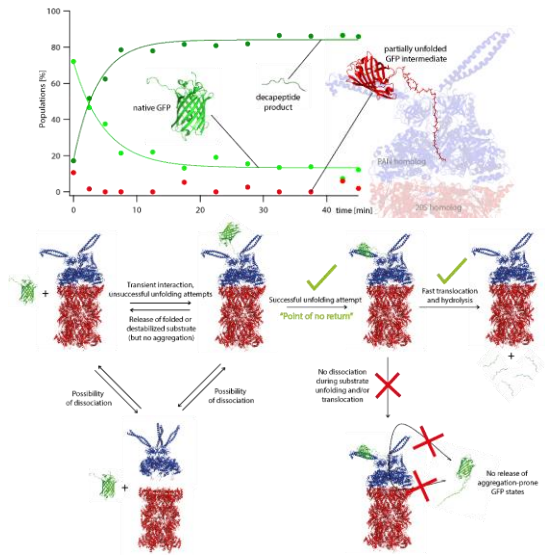 100
80
60
40
20
0
Populations [%]
0
10
20
30
40
time [min]
native GFP
decapeptide
product
partially unfolded
GFP intermediate
PAN homolog
20S homolog
+
Transient interaction,
unsuccessful unfolding attempts
Release of folded or
destabilized substrate
(but no aggregation)
Successful unfolding attempt
"Point of no return"
Fast translocation
and hydrolysis
+
Possibility
of dissociation
Possibility
of dissociation
No dissociation
during substrate
unfolding and/or
translocation
+
No release of
aggregation-prone
GFP states